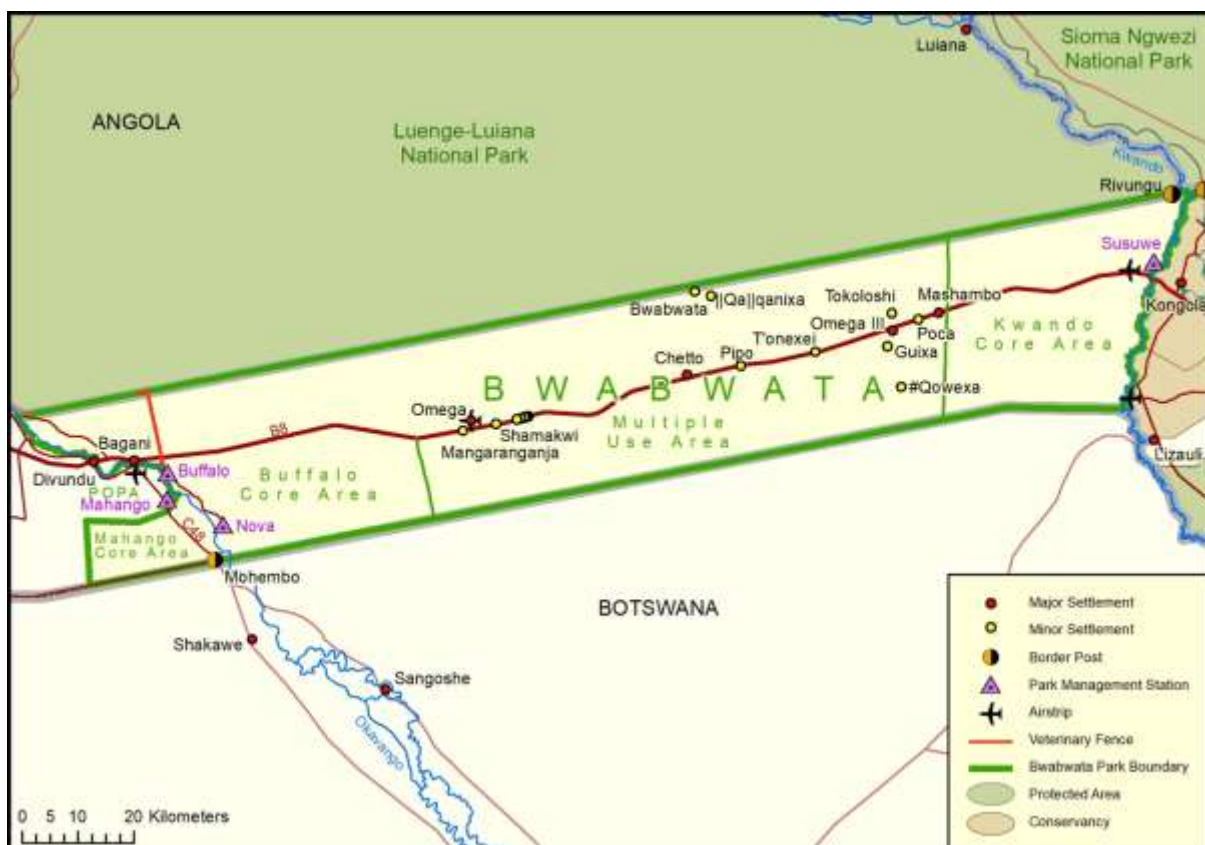 Luiana
Sioma Ngwezi
National Park
ANGOLA
Luenge-Luiana
National Park
Kwando
Rivungu
Susuwe
Kongola
Bwabwata
||Qa||qanixa
Tokoloshi
Mashambo
Omega III
Poca
Kwando
Core Area
T'onexei
Guixa
Pipo
Chetto
#Qowexa
BWABWATA
Multiple
Use Area
Omega
Shamakwi
Mangaranganja
B8
Bagani
Divundu
POPA
Buffalo
Buffalo
Core Area
Mahango
Nova
C48
Mahango
Core Area
Lizauli
Mohembo
BOTSWANA
Shakawe
Sangoshe
Okavango
0 5 10 20 Kilometers
Major Settlement
Minor Settlement
Border Post
Park Management Station
Airstrip
Veterinary Fence
Bwabwata Park Boundary
Protected Area
Conservancy